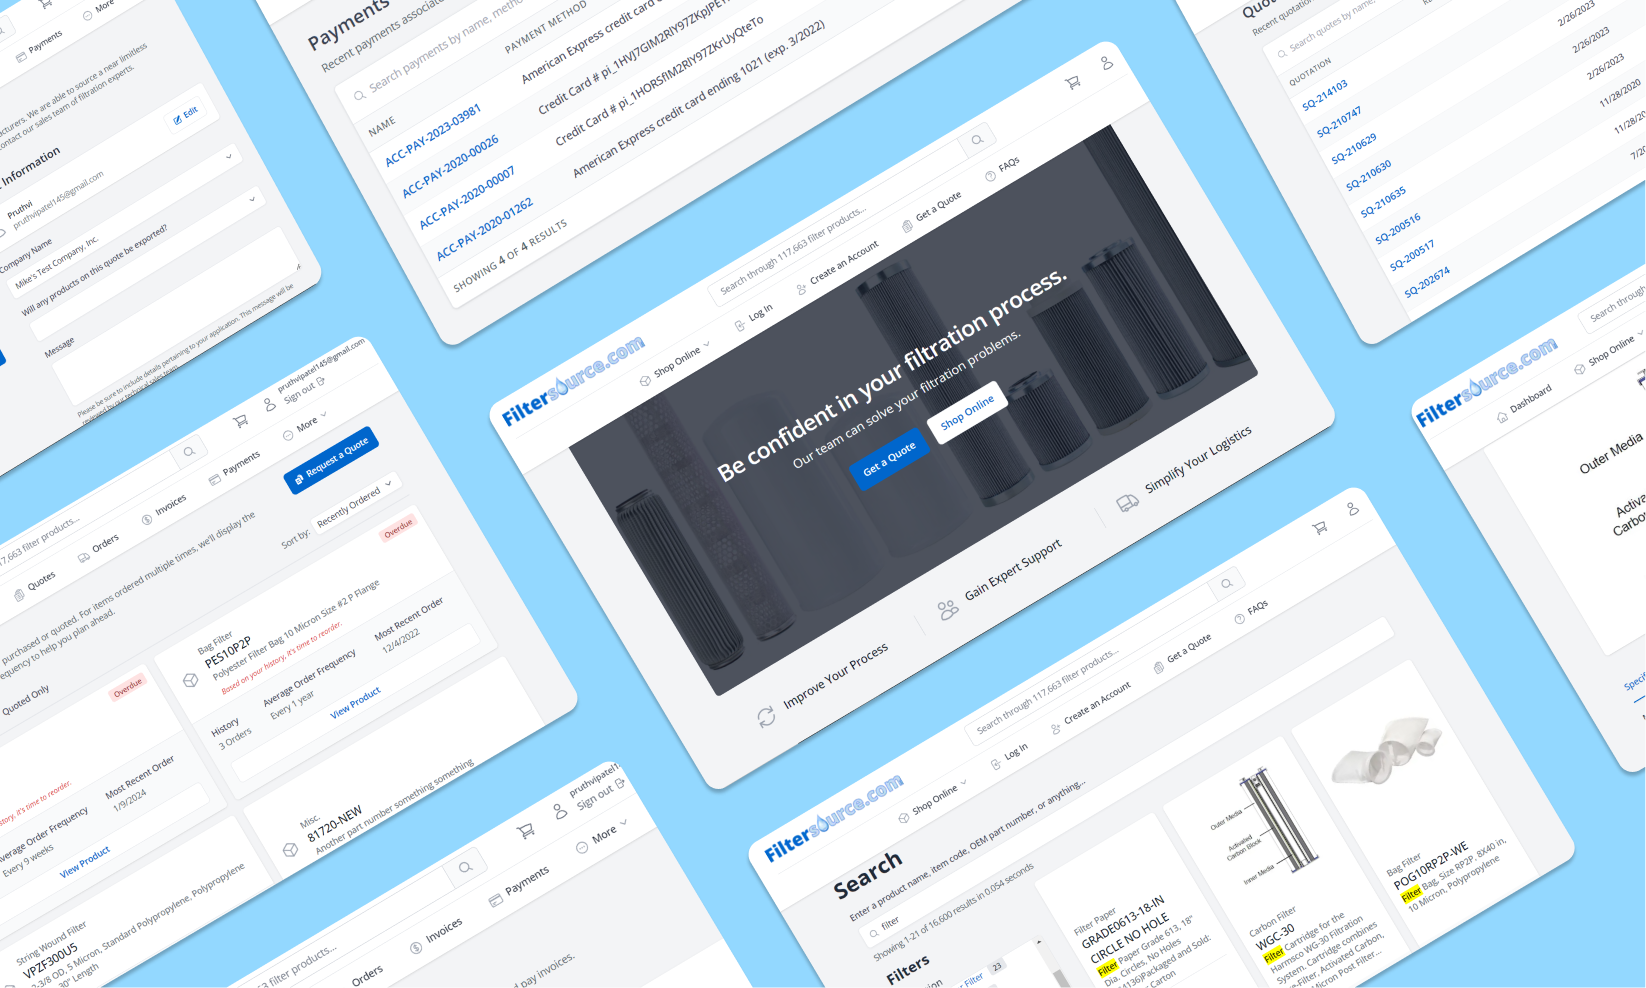 More
Payments
acturers. We are able to source a near limitless
contact our sales team of filtration experts.
Edit
Information
Pruthvi
pruthvipatel145@gmail.com
Company Name
Mike's Test Company, Inc.
Will any products on this quote be exported?
Message
Please be sure to include details pertaining to your application. This message will be
reviewed by our technical sales team.
Payments
Recent payments associate
Search payments by name, metho
NAME
PAYMENT METHOD
ACC-PAY-2023-03981
American Express credit card
ACC-PAY-2020-00026
Credit Card # pi_1HVJ7GIM2RIY97ZKpJPE
ACC-PAY-2020-00007
Credit Card # pi_1HORSfIM2RIY97ZKrUyQteTo
ACC-PAY-2020-01262
American Express credit card ending 1021 (exp. 3/2022)
SHOWING 4 OF 4 RESULTS
Quo
Recent quotation
Search quotes by name,
QUOTATION
SQ-214103
2/26/2023
SQ-210747
2/26/2023
SQ-210629
2/26/2023
SQ-210630
11/28/2020
SQ-210635
11/28/20
SQ-200516
7/20
SQ-200517
SQ-202674
Filtersource.com
Search through 117,663 filter products...
Shop Online
Log In
Create an Account
Get a Quote
FAQs
Be confident in your filtration process.
Our team can solve your filtration problems.
Get a Quote
Shop Online
Improve Your Process
Gain Expert Support
Simplify Your Logistics
pruthvipatel145@gmail.com
Sign out
17,663 filter products...
Quotes
Orders
Invoices
Payments
More
Request a Quote
purchased or quoted. For items ordered multiple times, we'll display the
equency to help you plan ahead.
Quoted Only
Sort by:
Recently Ordered
Overdue
Bag Filter
PES10P2P
Polyester Filter Bag 10 Micron Size #2 P Flange
Based on your history, it's time to reorder.
History
3 Orders
Average Order Frequency
Every 1 year
Most Recent Order
12/4/2022
View Product
Overdue
story, it's time to reorder.
verage Order Frequency
Every 9 weeks
Most Recent Order
1/9/2024
View Product
Misc.
81720-NEW
Another part number something something
String Wound Filter
VPZF300U5
2-3/8 OD, 5 Micron, Standard Polypropylene, Polypropylene
30" Length
pruthvipatel1
Sign out
3 filter products...
Orders
Invoices
Payments
More
d pay invoices.
Filtersource.com
Search through 117,663 filter products...
Shop Online
Log In
Create an Account
Get a Quote
FAQs
Search
Enter a product name, item code, OEM part number, or anything...
filter
Showing 1-21 of 16,600 results in 0.054 seconds
Filters
Filter
23
Filter Paper
GRADE0613-18-IN
CIRCLE NO HOLE
Filter Paper Grade 613, 18"
Dia. Circles, No Holes
Packaged and Sold:
Carton
Outer Media
Activated
Carbon Block
Inner Media
Carbon Filter
WGC-30
Filter Cartridge for the
Harmsco WG-30 Filtration
System. Cartridge combines
e-Filter, Activated Carbon,
Micron Post Filter...
Bag Filter
POG10RP2P-WE
Filter Bag, Size RP2P, 8X40 in,
10 Micron, Polypropylene
Filtersource.com
Search through
Dashboard
Shop Online
Outer Media
Activa
Carbon
Specifi